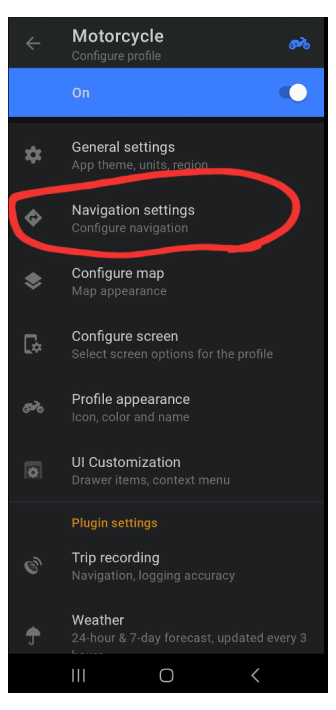 Motorcycle
Configure profile
On
General settings
App theme, units, region
Navigation settings
Configure navigation
Configure map
Map appearance
Configure screen
Select screen options for the profile
Profile appearance
Icon, color and name
UI Customization
Drawer items, context menu
Plugin settings
Trip recording
Navigation, logging accuracy
Weather
24-hour & 7-day forecast, updated every 3